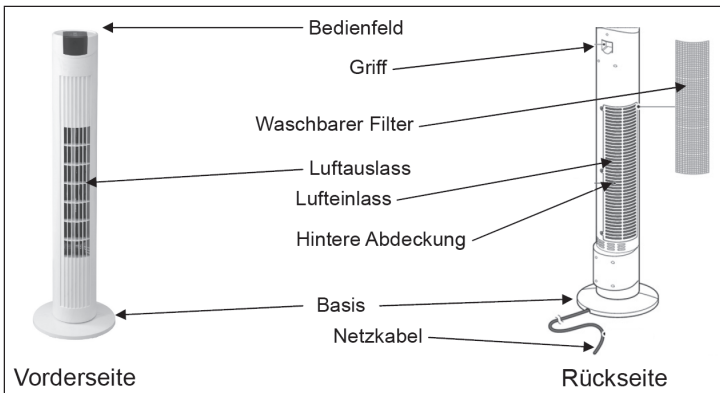 Bedienfeld
Griff
Waschbarer Filter
Luftauslass
Lufteinlass
Hintere Abdeckung
Basis
Netzkabel
Vorderseite
Rückseite